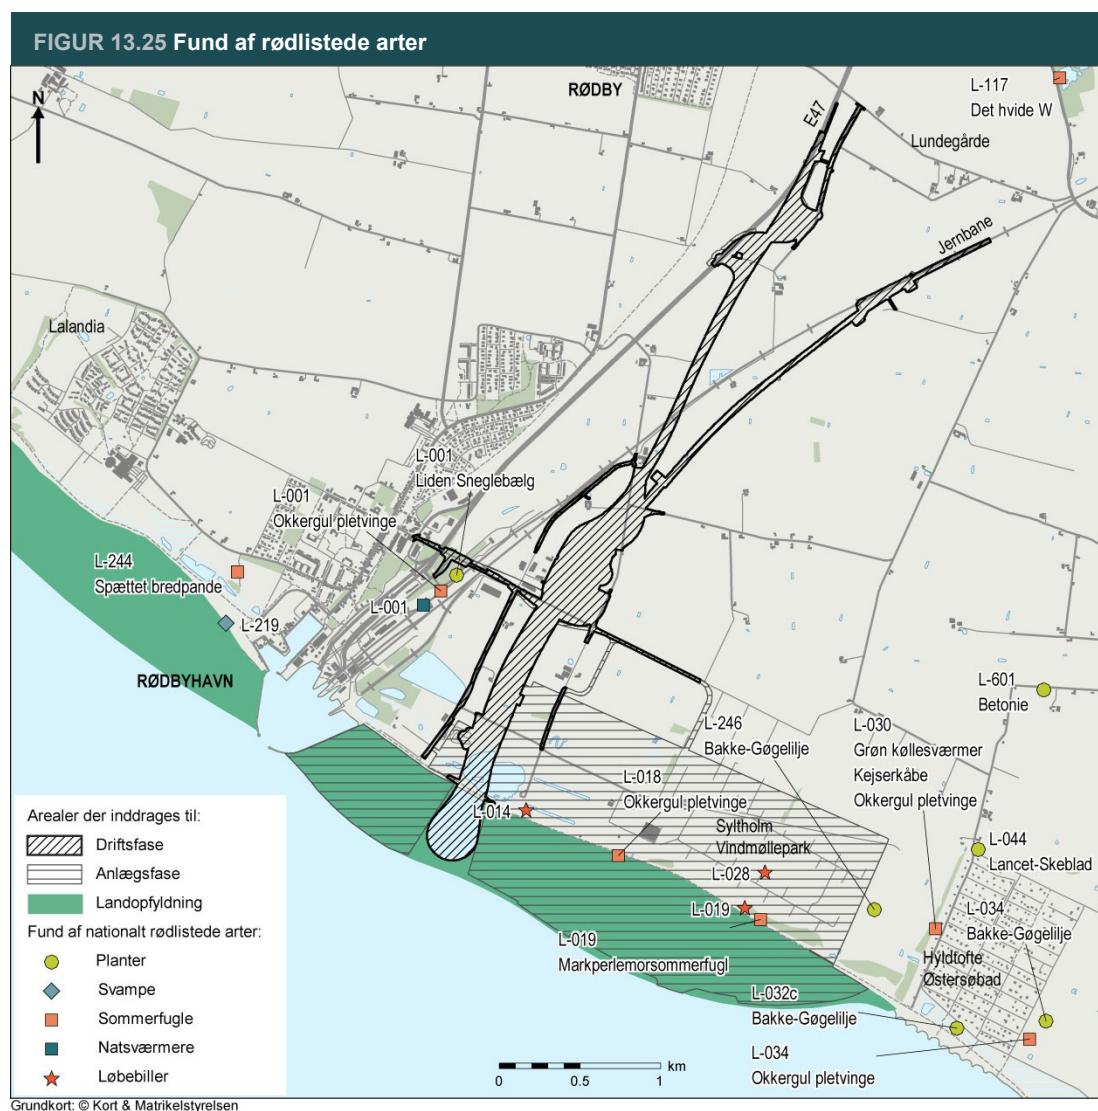 FIGUR 13.25 Fund af rødlistede arter
N
RØDBY
E47
L-117
Det hvide W
Lundegårde
Jernbane
Lalandia
L-001
Liden Sneglebælg
L-001
Okkergul pletvinge
L-244
Spættet bredpande
L-001
L-219
RØDBYHAVN
L-601
Betonie
L-246
Bakke-Gøgelilje
L-030
Grøn køllesværmer
Kejserkåbe
Okkergul pletvinge
L-018
Okkergul pletvinge
L-014
Syltholm
Vindmøllepark
L-044
Lancet-Skeblad
L-028
L-034
Bakke-Gøgelilje
L-019
L-019
Markperlemorsommerfugl
Hyldtofte
Østersøbad
L-032c
Bakke-Gøgelilje
L-034
Okkergul pletvinge
Arealer der inddrages til:
Driftsfase
Anlægsfase
Landopfyldning
Fund af nationalt rødlistede arter:
Planter
Svampe
Sommerfugle
Natsværmere
Løbebiller
km
0 0,5 1
Grundkort: © Kort & Matrikelstyrelsen